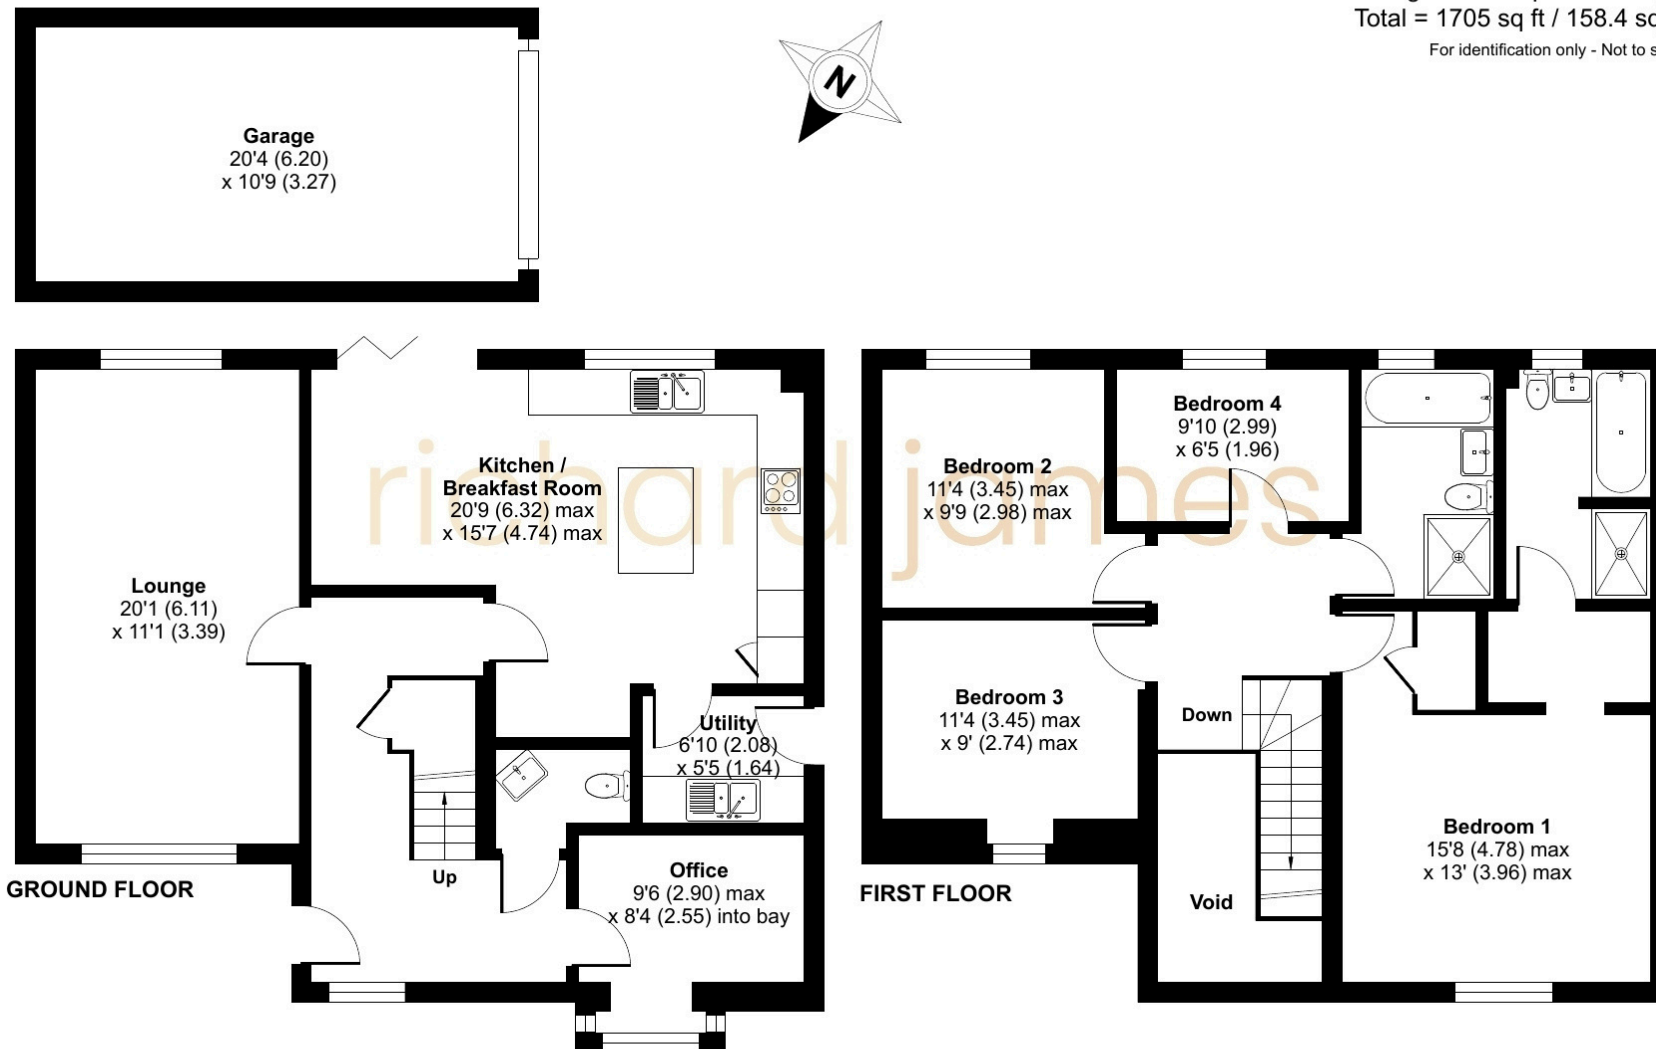 Total = 1705 sq ft / 158.4
For identification only - Not to
N
Garage
20'4 (6.20)
x 10'9 (3.27)
Kitchen /
Breakfast Room
20'9 (6.32) max
x 15'7 (4.74) max
Lounge
20'1 (6.11)
x 11'1 (3.39)
Utility
6'10 (2.08)
x 5'5 (1.64)
Office
9'6 (2.90) max
x 8'4 (2.55) into bay
Up
GROUND FLOOR
Bedroom 2
11'4 (3.45) max
x 9'9 (2.98) max
Bedroom 4
9'10 (2.99)
x 6'5 (1.96)
Bedroom 3
11'4 (3.45) max
x 9' (2.74) max
Down
Void
Bedroom 1
15'8 (4.78) max
x 13' (3.96) max
FIRST FLOOR
richard james